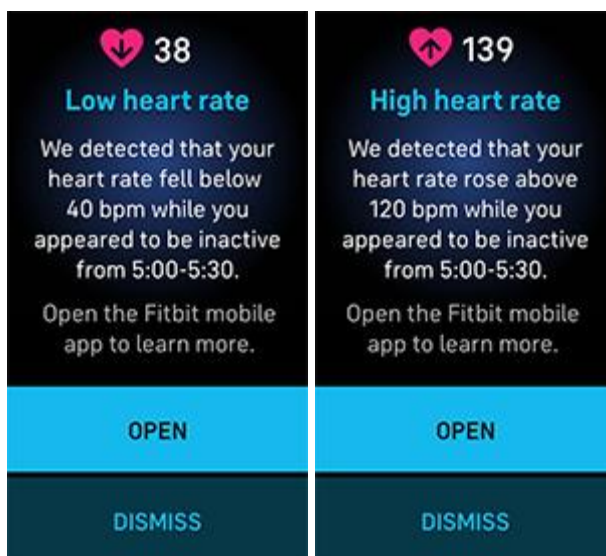 38
Low heart rate
We detected that your
heart rate fell below
40 bpm while you
appeared to be inactive
from 5:00-5:30.
Open the Fitbit mobile
app to learn more.
OPEN
DISMISS
139
High heart rate
We detected that your
heart rate rose above
120 bpm while you
appeared to be inactive
from 5:00-5:30.
Open the Fitbit mobile
app to learn more.
OPEN
DISMISS